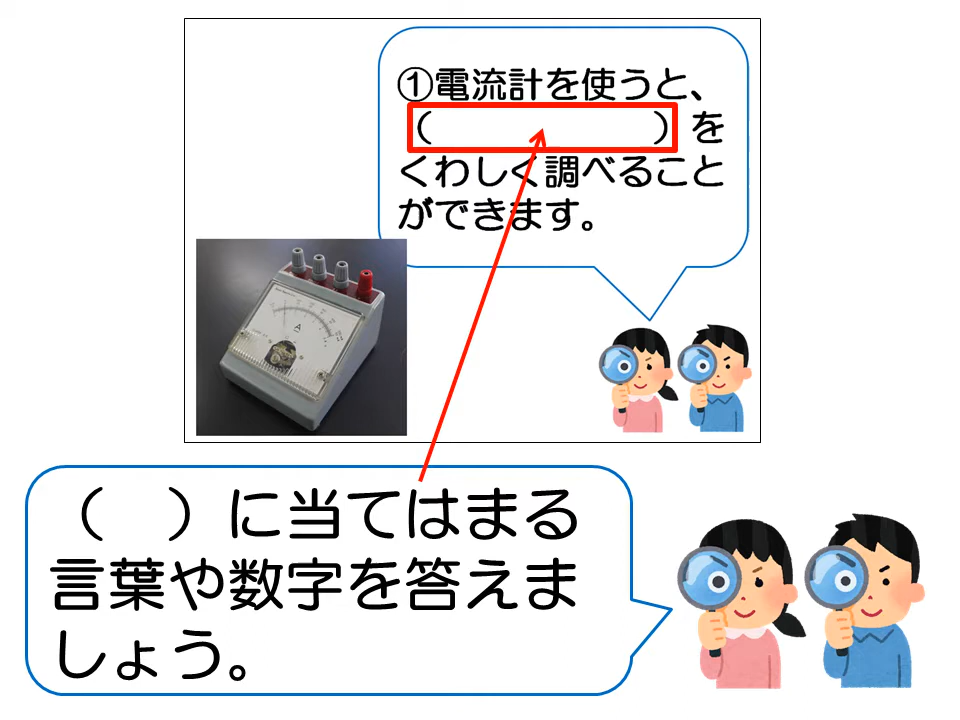 ①電流計を使うと、
（　　　　　　）を
くわしく調べること
ができます。
A
（　）に当てはまる
言葉や数字を答えま
しょう。